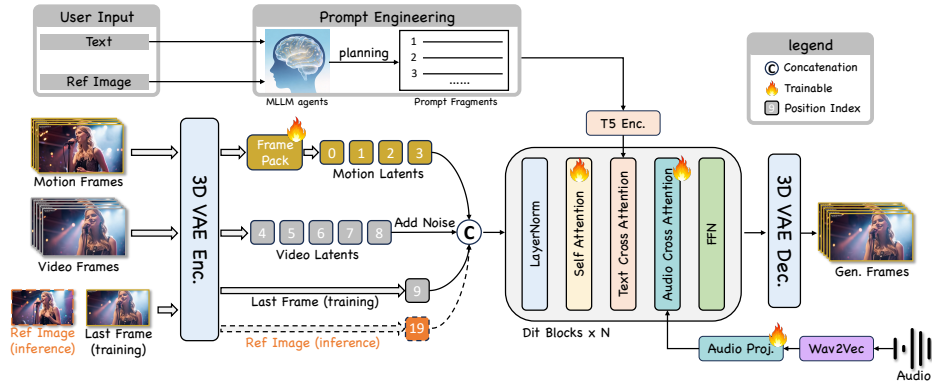 User Input
Text
Ref Image
Prompt Engineering
planning
1
2
3
......
MLLM agents
Prompt Fragments
legend
C Concatenation
Trainable
9 Position Index
T5 Enc.
Motion Frames
Video Frames
Ref Image
(inference)
Last Frame
(training)
3D VAE Enc.
Frame
Pack
0 1 2 3
Motion Latents
4 5 6 7 8
Video Latents
Add Noise
C
Last Frame (training)
9
Ref Image (inference)
19
LayerNorm
Self Attention
Text Cross Attention
Audio Cross Attention
FFN
Dit Blocks x N
3D VAE Dec.
Gen. Frames
Audio Proj.
Wav2Vec
Audio